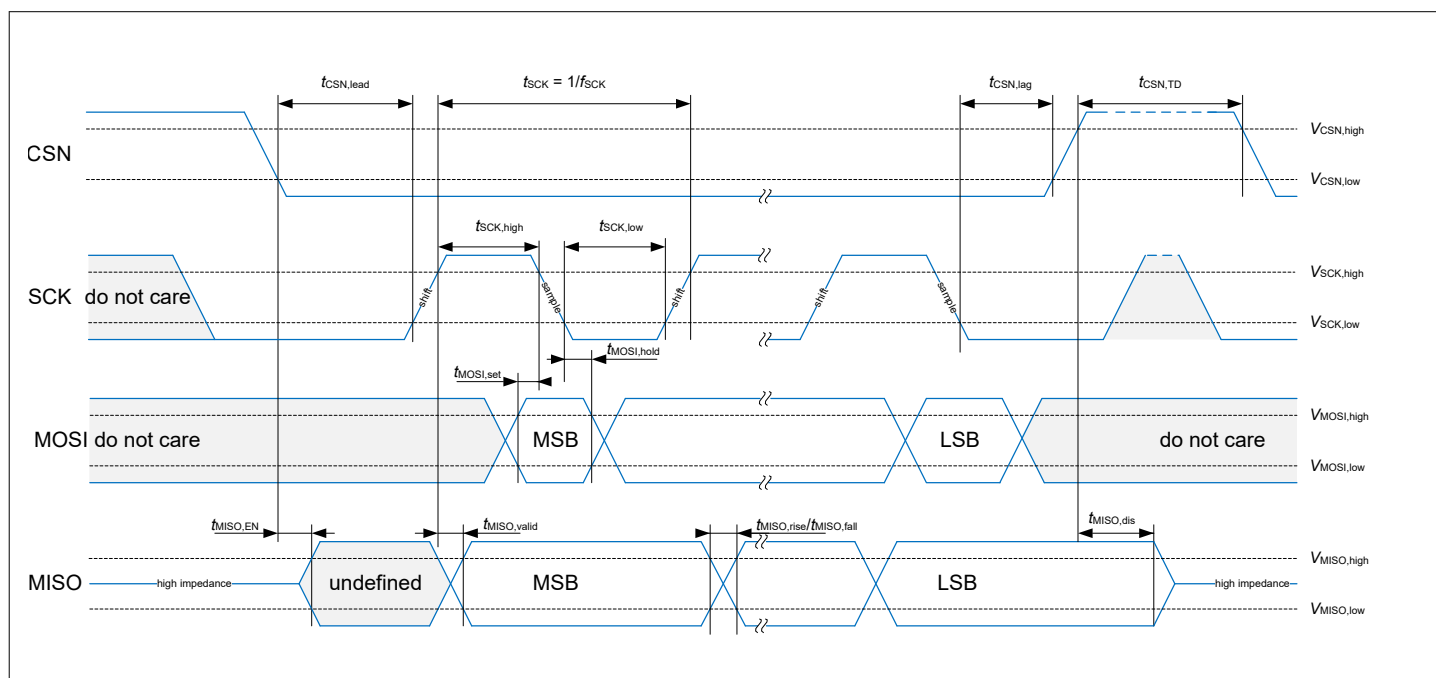 tCSN,lead
tSCK = 1/fSCK
tCSN,lag
tCSN,TD
CSN
VCSN,high
VCSN,low
tSCK,high
tSCK,low
SCK
do not care
shift
sample
shift
shift
sample
VSCK,high
VSCK,low
tMOSI,hold
tMOSI,set
MOSI
do not care
MSB
LSB
do not care
VMOSI,high
VMOSI,low
tMISO,EN
tMISO,valid
tMISO,rise/tMISO,fall
tMISO,dis
MISO
high impedance
undefined
MSB
LSB
high impedance
VMISO,high
VMISO,low